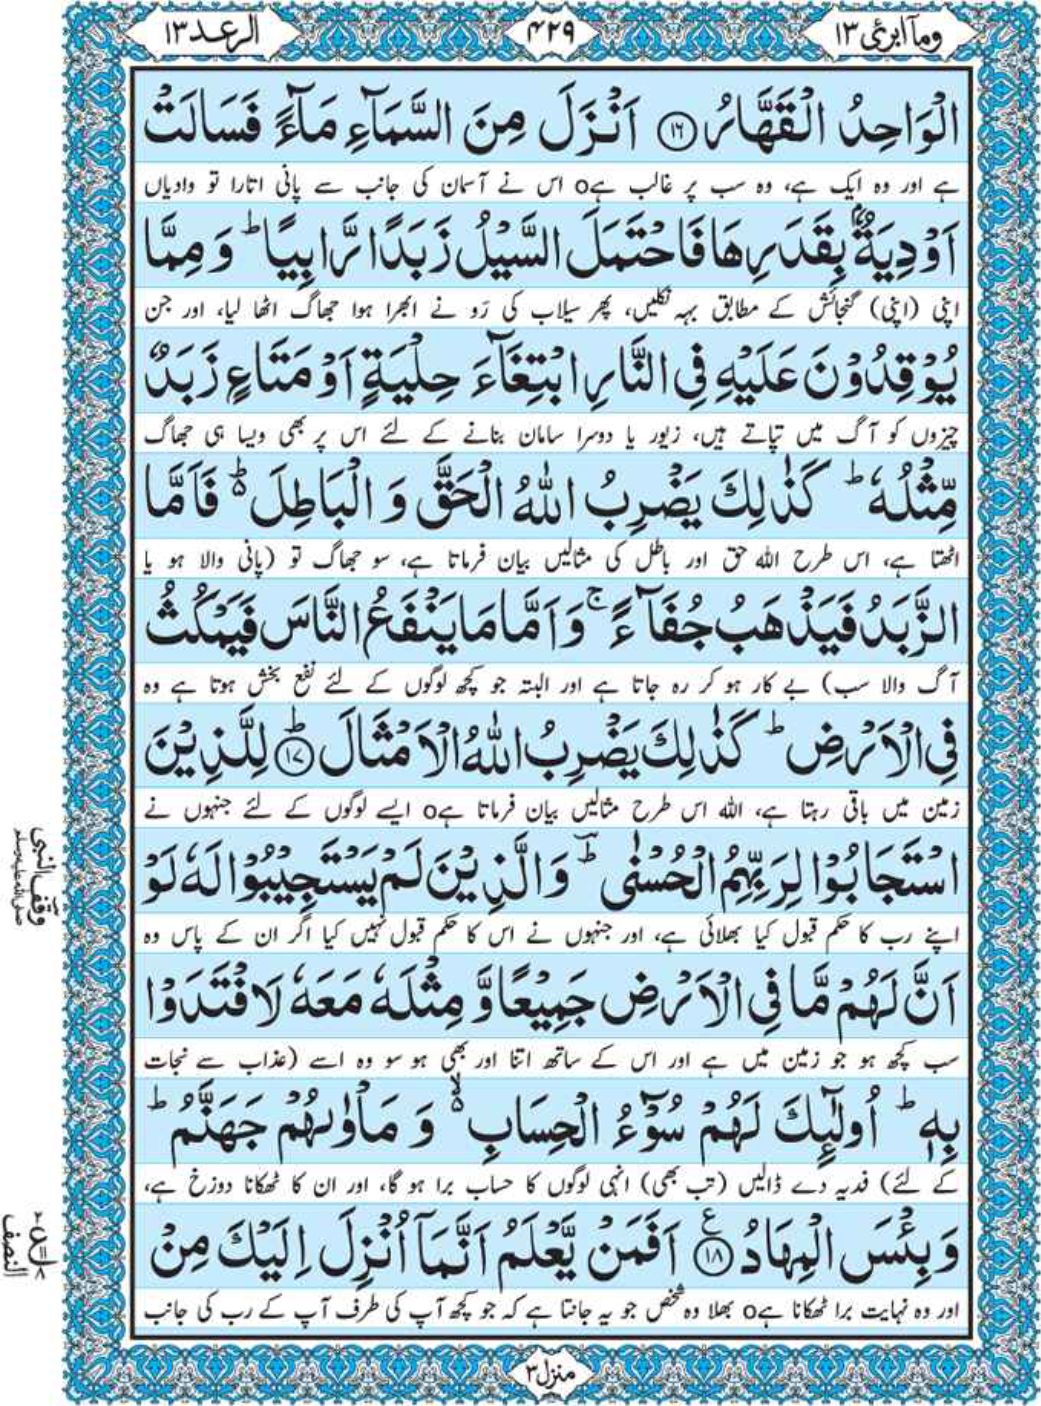 وما ابرئ ١٣
۴۲۹
الرعد ١٣
الْوَاحِدُ الْقَهَّارُ ﴿۱۶﴾ اَنْزَلَ مِنَ السَّمَآءِ مَآءً فَسَالَتْ
ہے اور وہ ایک ہے، وہ سب پر غالب ہےo اس نے آسمان کی جانب سے پانی اتارا تو وادیاں
اَوْدِيَةٌۢ بِقَدَرِهَا فَاحْتَمَلَ السَّيْلُ زَبَدًا رَّابِيًا ؕ وَ مِمَّا
اپنی (اپنی) گنجائش کے مطابق بہہ نکلیں، پھر سیلاب کی رَو نے ابھرا ہوا جھاگ اٹھا لیا، اور جن
يُوْقِدُوْنَ عَلَيْهِ فِى النَّارِ ابْتِغَآءَ حِلْيَةٍ اَوْ مَتَاعٍ زَبَدٌ
چیزوں کو آگ میں تپاتے ہیں، زیور یا دوسرا سامان بنانے کے لئے اس پر بھی ویسا ہی جھاگ
مِّثْلُهٗ ؕ كَذٰلِكَ يَضْرِبُ اللّٰهُ الْحَقَّ وَ الْبَاطِلَ ۬ؕ فَاَمَّا
اٹھتا ہے، اس طرح اللہ حق اور باطل کی مثالیں بیان فرماتا ہے، سو جھاگ تو (پانی والا ہو یا
الزَّبَدُ فَيَذْهَبُ جُفَآءً ۚ وَ اَمَّا مَا يَنْفَعُ النَّاسَ فَيَمْكُثُ
آگ والا سب) بے کار ہو کر رہ جاتا ہے اور البتہ جو کچھ لوگوں کے لئے نفع بخش ہوتا ہے وہ
فِى الْاَرْضِ ؕ كَذٰلِكَ يَضْرِبُ اللّٰهُ الْاَمْثَالَ ﴿ؕ۱۷﴾ لِلَّذِيْنَ
زمین میں باقی رہتا ہے، اللہ اس طرح مثالیں بیان فرماتا ہےo ایسے لوگوں کے لئے جنہوں نے
اسْتَجَابُوْا لِرَبِّهِمُ الْحُسْنٰى ؕؔ وَ الَّذِيْنَ لَمْ يَسْتَجِيْبُوْا لَهٗ لَوْ
اپنے رب کا حکم قبول کیا بھلائی ہے، اور جنہوں نے اس کا حکم قبول نہیں کیا اگر ان کے پاس وہ
اَنَّ لَهُمْ مَّا فِى الْاَرْضِ جَمِيْعًا وَّ مِثْلَهٗ مَعَهٗ لَافْتَدَوْا
سب کچھ ہو جو زمین میں ہے اور اس کے ساتھ اتنا اور بھی ہو سو وہ اسے (عذاب سے نجات
بِهٖ ؕ اُولٰٓئِكَ لَهُمْ سُوْٓءُ الْحِسَابِ ۬ۙ وَ مَاْوٰىهُمْ جَهَنَّمُ ؕ
کے لئے) فدیہ دے ڈالیں (تب بھی) انہی لوگوں کا حساب برا ہو گا، اور ان کا ٹھکانا دوزخ ہے،
وَ بِئْسَ الْمِهَادُ ﴿۱۸﴾ ع اَفَمَنْ يَّعْلَمُ اَنَّمَاۤ اُنْزِلَ اِلَيْكَ مِنْ
اور وہ نہایت برا ٹھکانا ہےo بھلا وہ شخص جو یہ جانتا ہے کہ جو کچھ آپ کی طرف آپ کے رب کی جانب
منزل ٣
وقف النبی
صلی اللہ علیہ وسلم
النصف